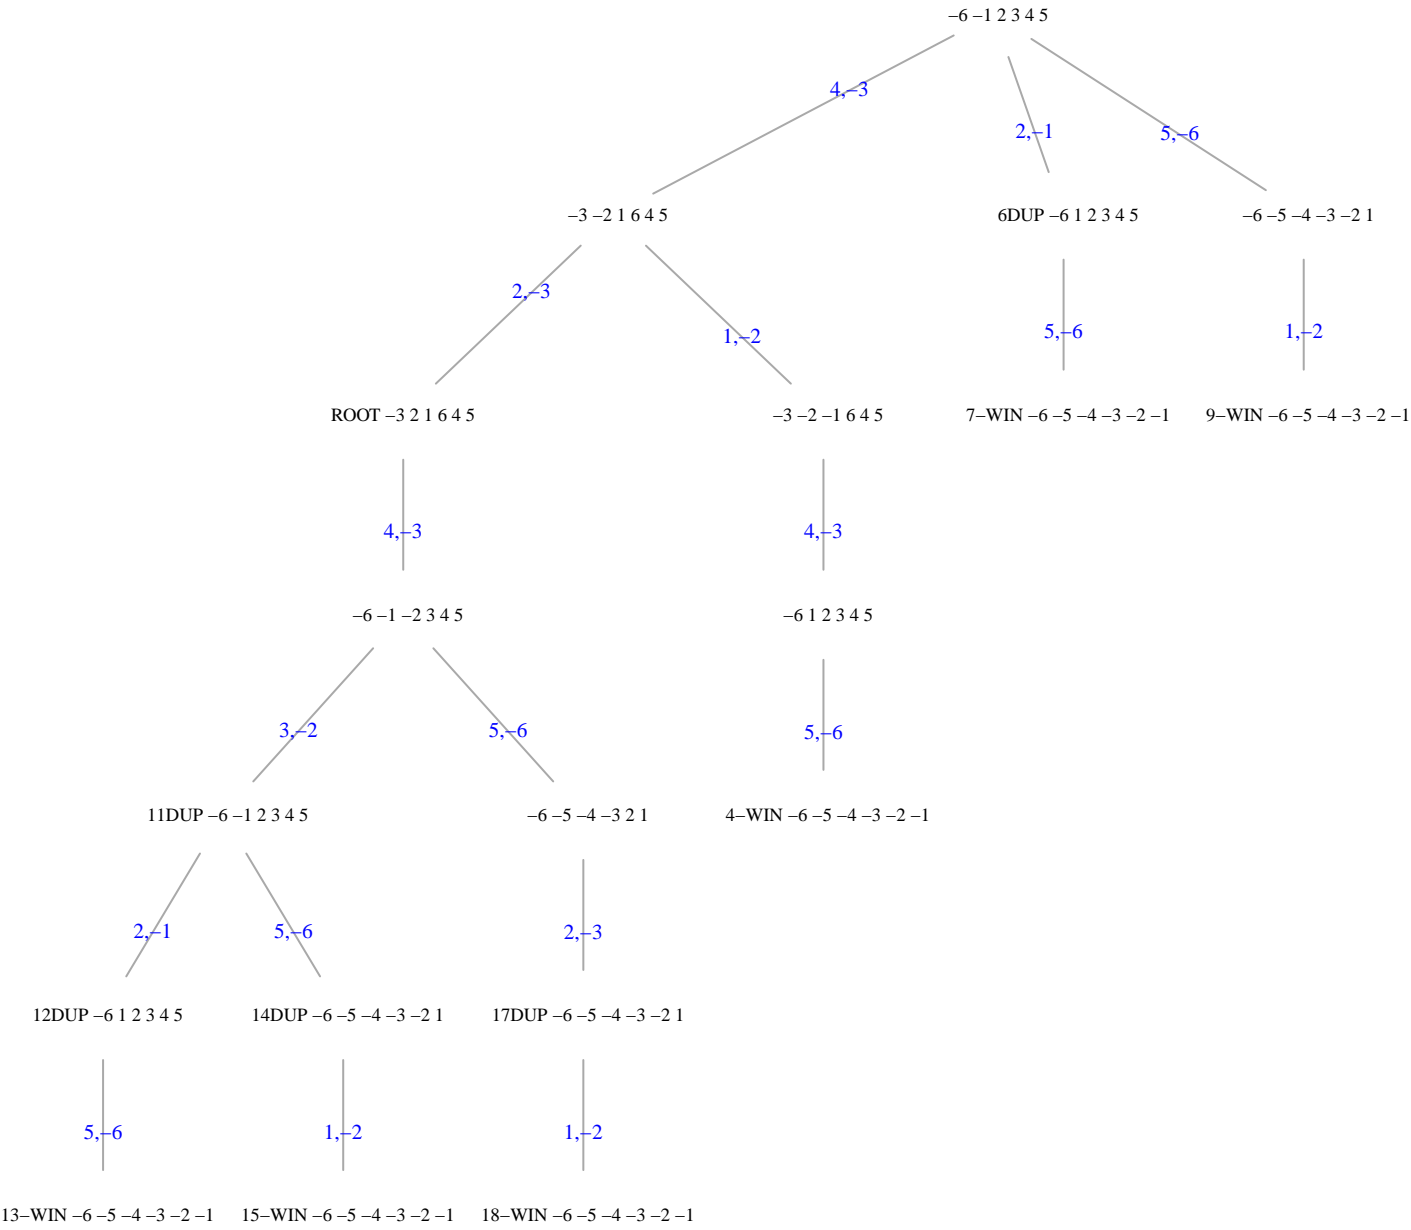 –6 –1 2 3 4 5
4,–3
2,–1
5,–6
–3 –2 1 6 4 5
6DUP –6 1 2 3 4 5
–6 –5 –4 –3 –2 1
2,–3
1,–2
5,–6
1,–2
ROOT –3 2 1 6 4 5
–3 –2 –1 6 4 5
7–WIN –6 –5 –4 –3 –2 –1
9–WIN –6 –5 –4 –3 –2 –1
4,–3
4,–3
–6 –1 –2 3 4 5
–6 1 2 3 4 5
3,–2
5,–6
5,–6
11DUP –6 –1 2 3 4 5
–6 –5 –4 –3 2 1
4–WIN –6 –5 –4 –3 –2 –1
2,–1
5,–6
2,–3
12DUP –6 1 2 3 4 5
14DUP –6 –5 –4 –3 –2 1
17DUP –6 –5 –4 –3 –2 1
5,–6
1,–2
1,–2
13–WIN –6 –5 –4 –3 –2 –1
15–WIN –6 –5 –4 –3 –2 –1
18–WIN –6 –5 –4 –3 –2 –1